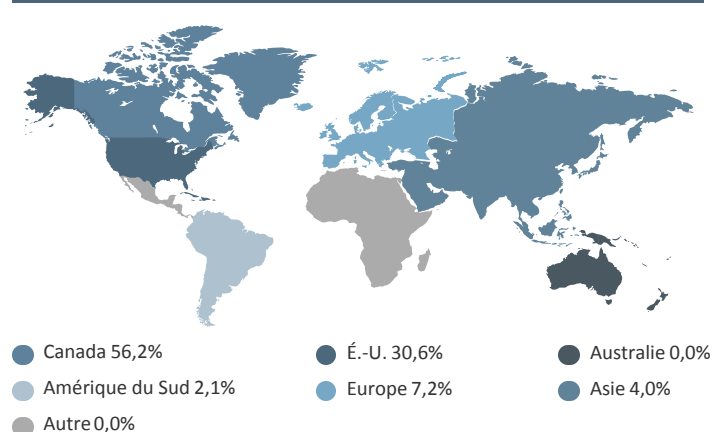 Canada 56,2%
É.-U. 30,6%
Australie 0,0%
Amérique du Sud 2,1%
Europe 7,2%
Asie 4,0%
Autre 0,0%